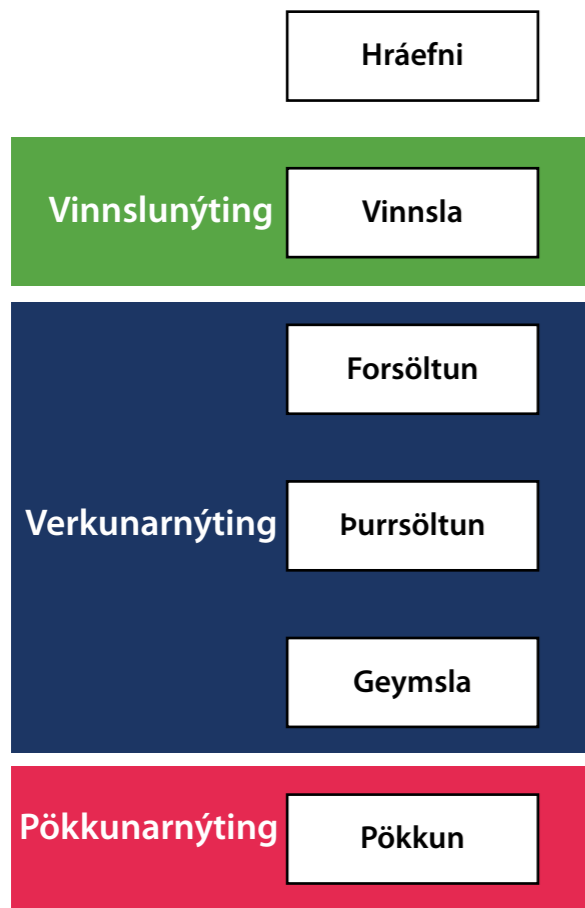 Hráefni
Vinnslunýting
Vinnsla
Forsöltun
Verkunarnýting
Þurrsöltun
Geymsla
Pökkunarnýting
Pökkun